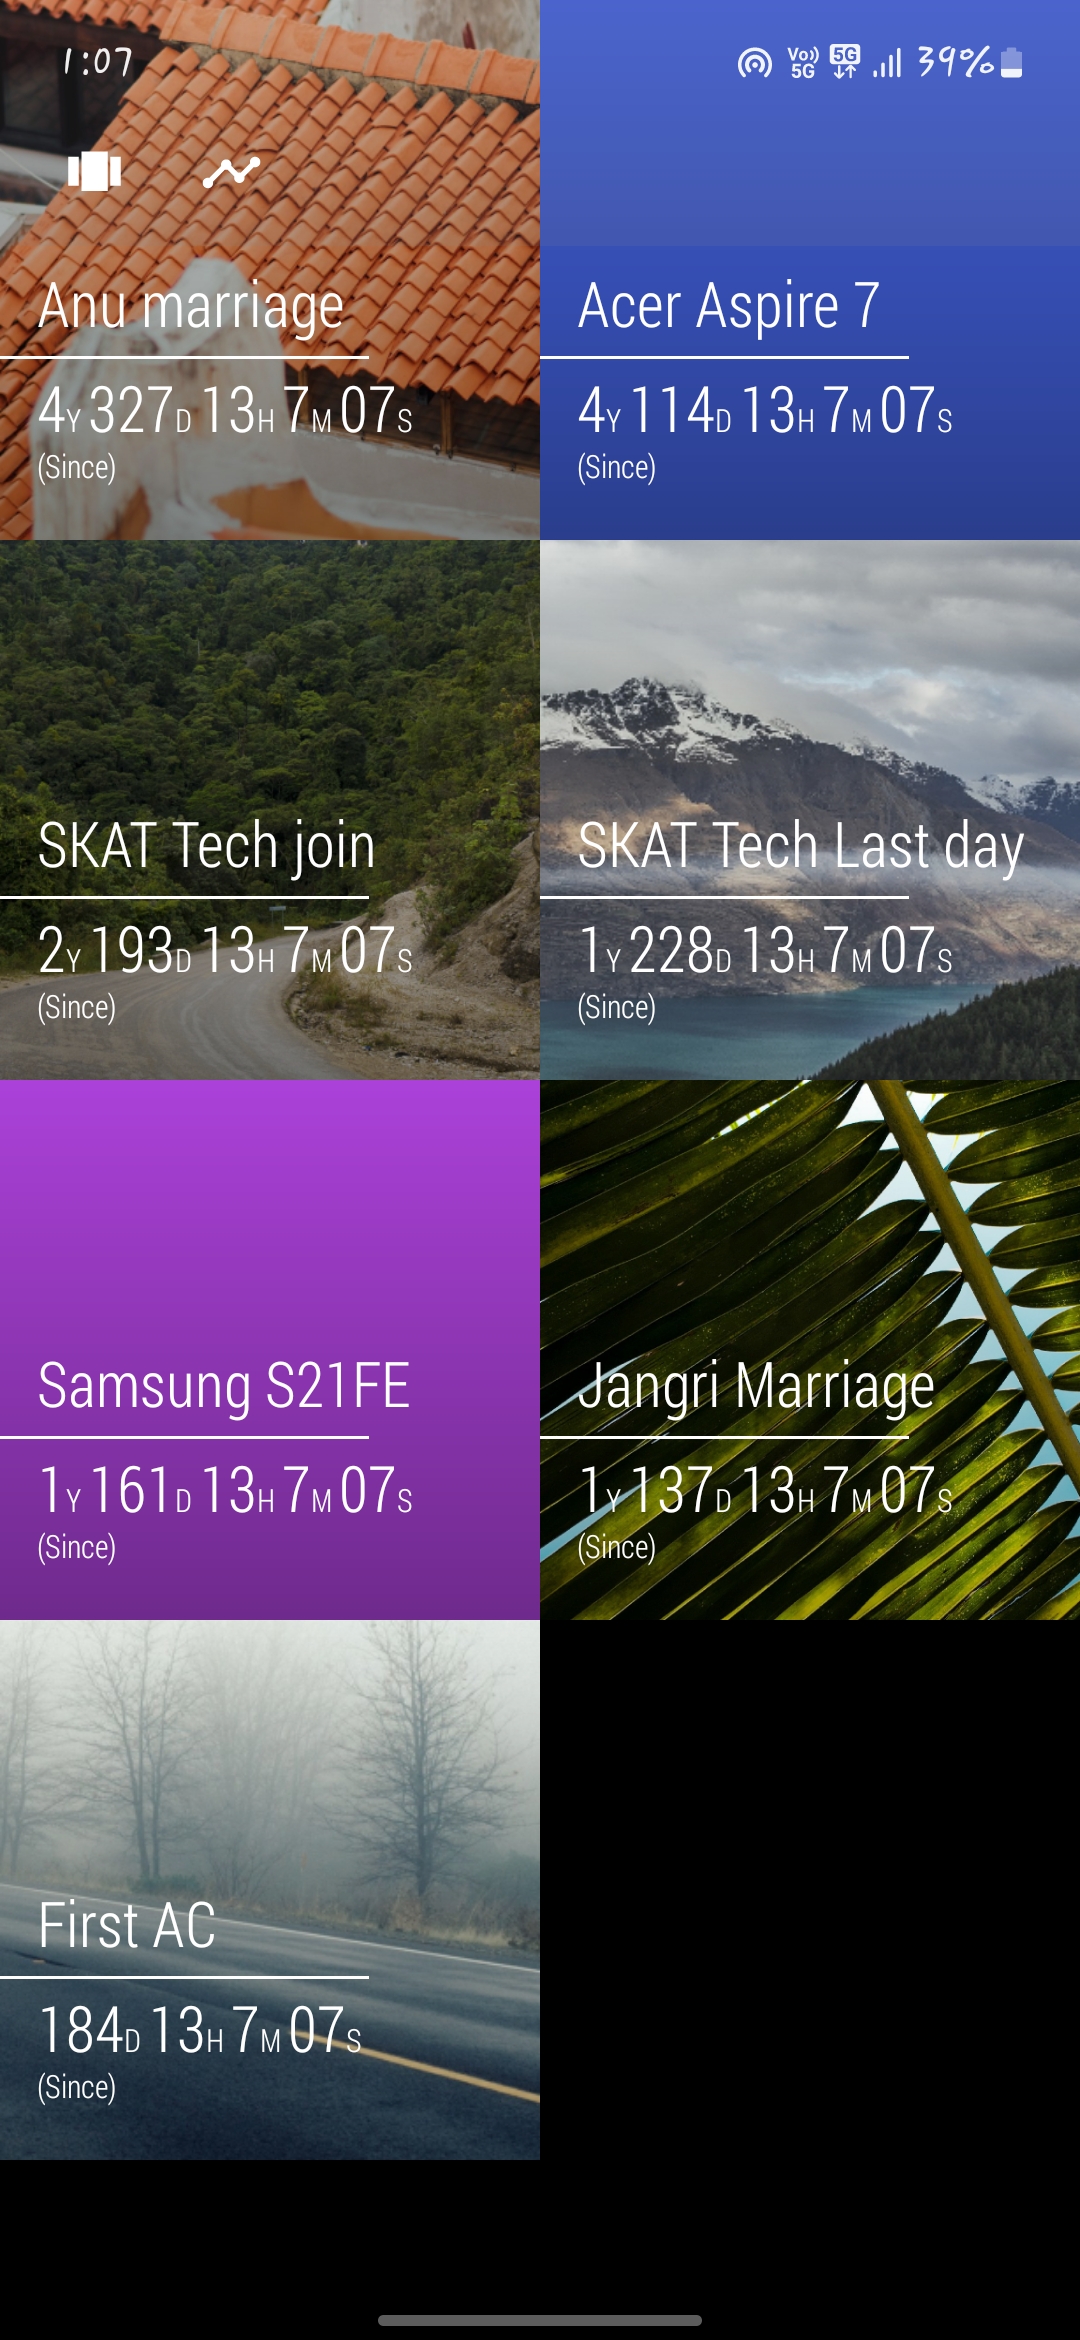 1:07
Vo)) 5G 5G 39%
Anu marriage
4Y 327D 13H 7M 07S
(Since)
Acer Aspire 7
4Y 114D 13H 7M 07S
(Since)
SKAT Tech join
2Y 193D 13H 7M 07S
(Since)
SKAT Tech Last day
1Y 228D 13H 7M 07S
(Since)
Samsung S21FE
1Y 161D 13H 7M 07S
(Since)
Jangri Marriage
1Y 137D 13H 7M 07S
(Since)
First AC
184D 13H 7M 07S
(Since)